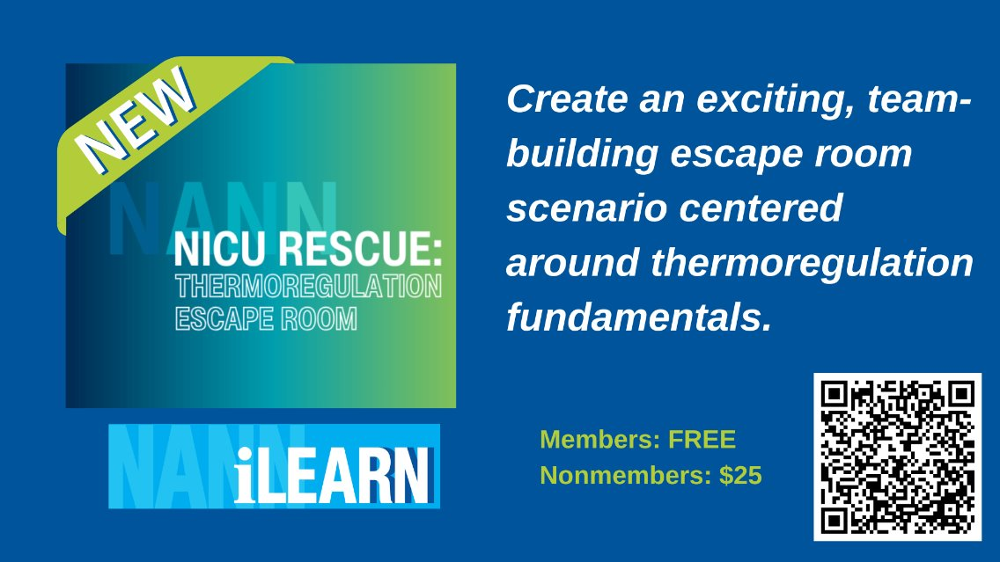 NEW
NANN
NICU RESCUE:
THERMOREGULATION
ESCAPE ROOM
NANN
iLEARN
Create an exciting, team-
building escape room
scenario centered
around thermoregulation
fundamentals.
Members: FREE
Nonmembers: $25